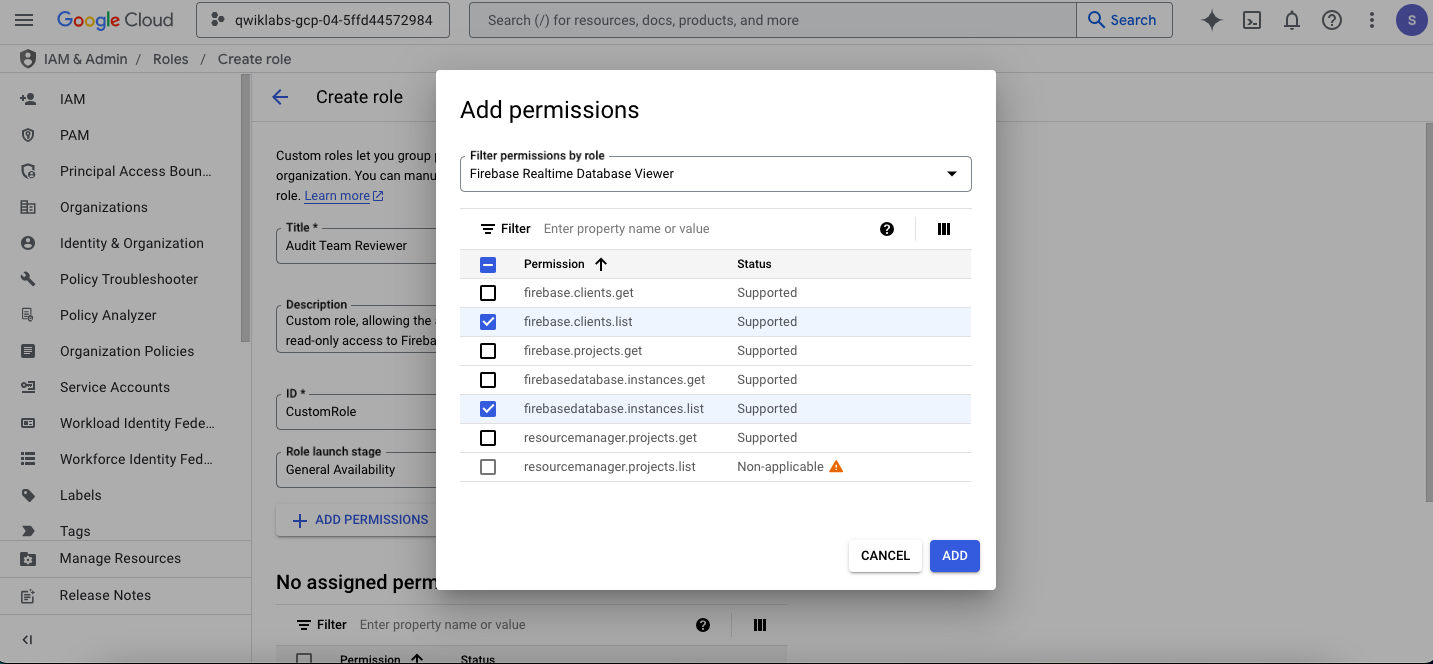 Google Cloud
qwiklabs-gcp-04-5ffd44572984
Search (/) for resources, docs, products, and more
Search
S
IAM & Admin / Roles / Create role
IAM
PAM
Principal Access Boun...
Organizations
Identity & Organization
Policy Troubleshooter
Policy Analyzer
Organization Policies
Service Accounts
Workload Identity Fede...
Workforce Identity Fed...
Labels
Tags
Manage Resources
Release Notes
Create role
Custom roles let you group
organization. You can manu
role. Learn more
Title *
Audit Team Reviewer
Description
Custom role, allowing the
read-only access to Fireba
ID *
CustomRole
Role launch stage
General Availability
ADD PERMISSIONS
No assigned perm
Filter Enter property name or value
Permission Status
Add permissions
Filter permissions by role
Firebase Realtime Database Viewer
Filter Enter property name or value
Permission Status
firebase.clients.get Supported
firebase.clients.list Supported
firebase.projects.get Supported
firebasedatabase.instances.get Supported
firebasedatabase.instances.list Supported
resourcemanager.projects.get Supported
resourcemanager.projects.list Non-applicable
CANCEL ADD